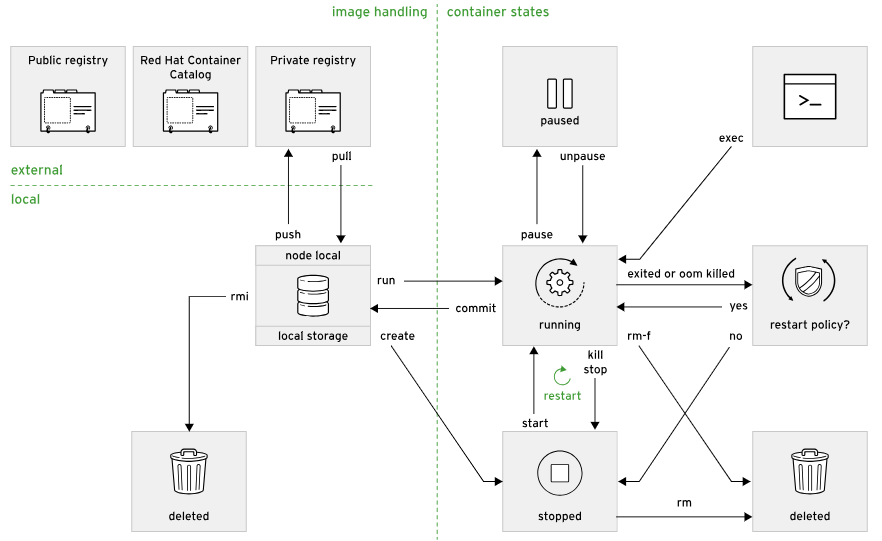 image handling
container states
Public registry
Red Hat Container
Catalog
Private registry
paused
>_
exec
pull
unpause
external
local
push
pause
node local
run
exited or oom killed
rmi
commit
yes
running
restart policy?
local storage
create
rm-f
no
kill
stop
restart
start
deleted
stopped
rm
deleted